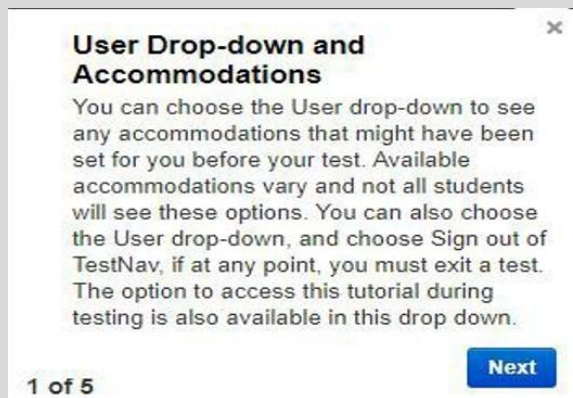 User Drop-down and
Accommodations
You can choose the User drop-down to see
any accommodations that might have been
set for you before your test. Available
accommodations vary and not all students
will see these options. You can also choose
the User drop-down, and choose Sign out of
TestNav, if at any point, you must exit a test.
The option to access this tutorial during
testing is also available in this drop down.
Next
1 of 5